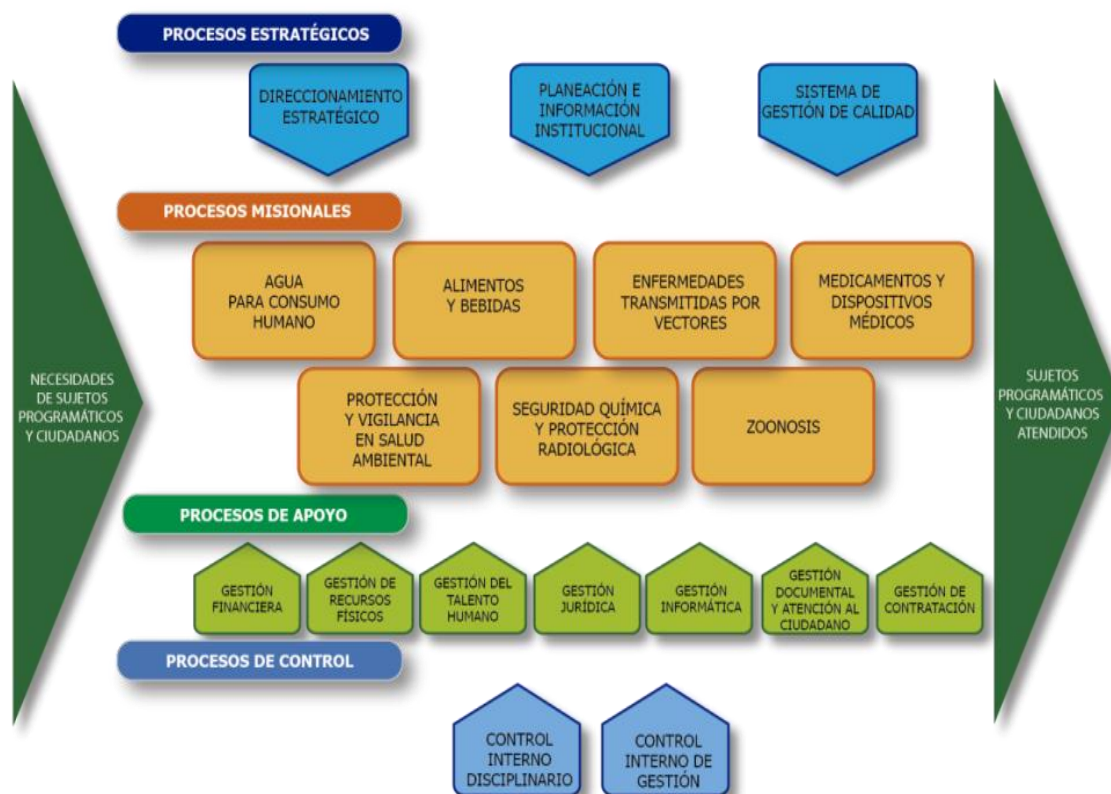 PROCESOS ESTRATÉGICOS
DIRECCIONAMIENTO
ESTRATÉGICO
PLANEACIÓN E
INFORMACIÓN
INSTITUCIONAL
SISTEMA DE
GESTIÓN DE CALIDAD
PROCESOS MISIONALES
AGUA
PARA CONSUMO
HUMANO
ALIMENTOS
Y BEBIDAS
ENFERMEDADES
TRANSMITIDAS POR
VECTORES
MEDICAMENTOS Y
DISPOSITIVOS
MÉDICOS
NECESIDADES
DE SUJETOS
PROGRAMÁTICOS
Y CIUDADANOS
PROTECCIÓN
Y VIGILANCIA
EN SALUD
AMBIENTAL
SEGURIDAD QUÍMICA
Y PROTECCIÓN
RADIOLÓGICA
ZOONOSIS
SUJETOS
PROGRAMÁTICOS
Y CIUDADANOS
ATENDIDOS
PROCESOS DE APOYO
GESTIÓN
FINANCIERA
GESTIÓN DE
RECURSOS
FÍSICOS
GESTIÓN DEL
TALENTO
HUMANO
GESTIÓN
JURÍDICA
GESTIÓN
INFORMÁTICA
GESTIÓN
DOCUMENTAL
Y ATENCIÓN AL
CIUDADANO
GESTIÓN DE
CONTRATACIÓN
PROCESOS DE CONTROL
CONTROL
INTERNO
DISCIPLINARIO
CONTROL
INTERNO DE
GESTIÓN